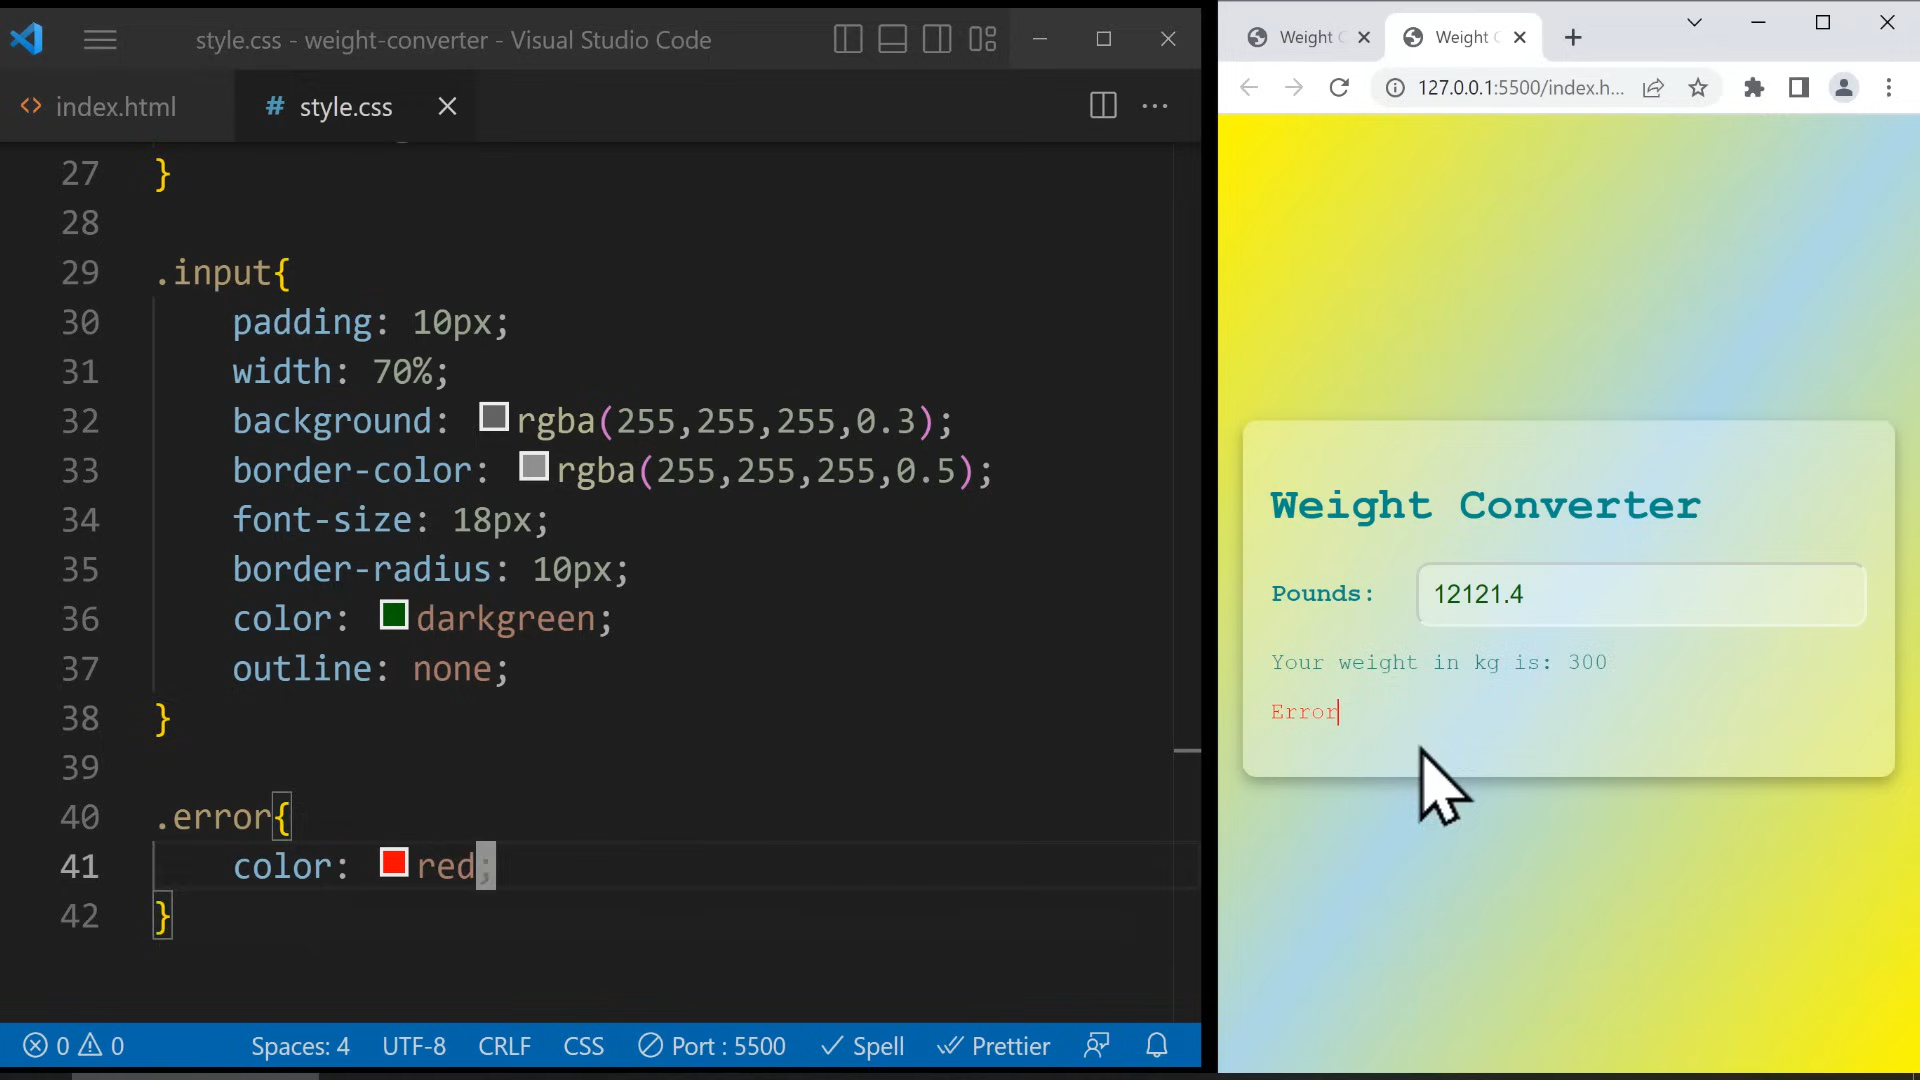 style.css - weight-converter - Visual Studio Code
index.html
# style.css
27 }
28
29 .input{
30 padding: 10px;
31 width: 70%;
32 background: rgba(255,255,255,0.3);
33 border-color: rgba(255,255,255,0.5);
34 font-size: 18px;
35 border-radius: 10px;
36 color: darkgreen;
37 outline: none;
38 }
39
40 .error{
41 color: red;
42 }
0 0 Spaces: 4 UTF-8 CRLF CSS Port : 5500 Spell Prettier
Weight C
Weight C
127.0.0.1:5500/index.h...
Weight Converter
Pounds: 12121.4
Your weight in kg is: 300
Error